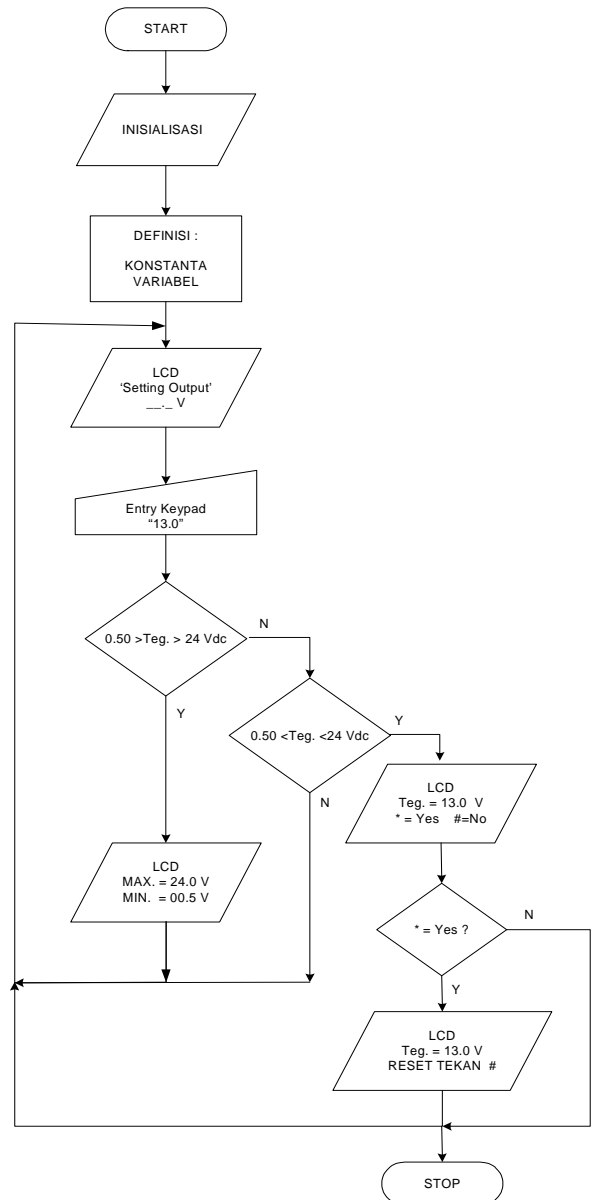 START
INISIALISASI
DEFINISI :
KONSTANTA
VARIABEL
LCD
'Setting Output'
__._ V
Entry Keypad
“13.0”
0.50 >Teg. > 24 Vdc
N
Y
0.50 <Teg. <24 Vdc
Y
N
LCD
Teg. = 13.0 V
* = Yes #=No
LCD
MAX. = 24.0 V
MIN. = 00.5 V
* = Yes ?
N
Y
LCD
Teg. = 13.0 V
RESET TEKAN #
STOP